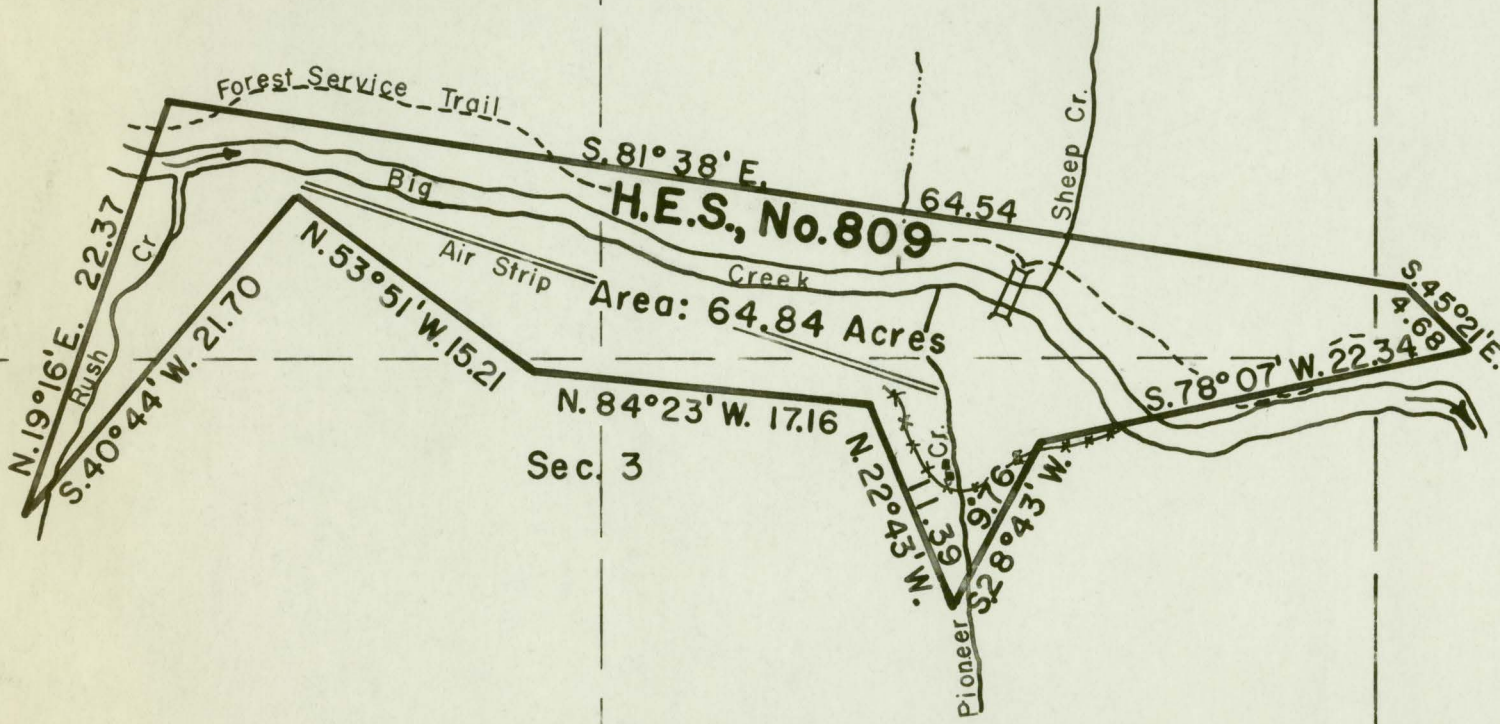 Forest Service Trail
S. 81° 38' E.
64.54
H.E.S., No. 809
Sheep Cr.
Big
Creek
Air Strip
Area: 64.84 Acres
N. 19° 16' E. 22.37
Rush Cr
S. 40° 44' W. 21.70
N. 53° 51' W. 15.21
N. 84° 23' W. 17.16
N. 22° 43' W.
11.39
S. 28° 43' W.
9.76
S. 78° 07' W. 22.34
S. 45° 21' E.
4.68
Sec. 3
Pioneer Cr.